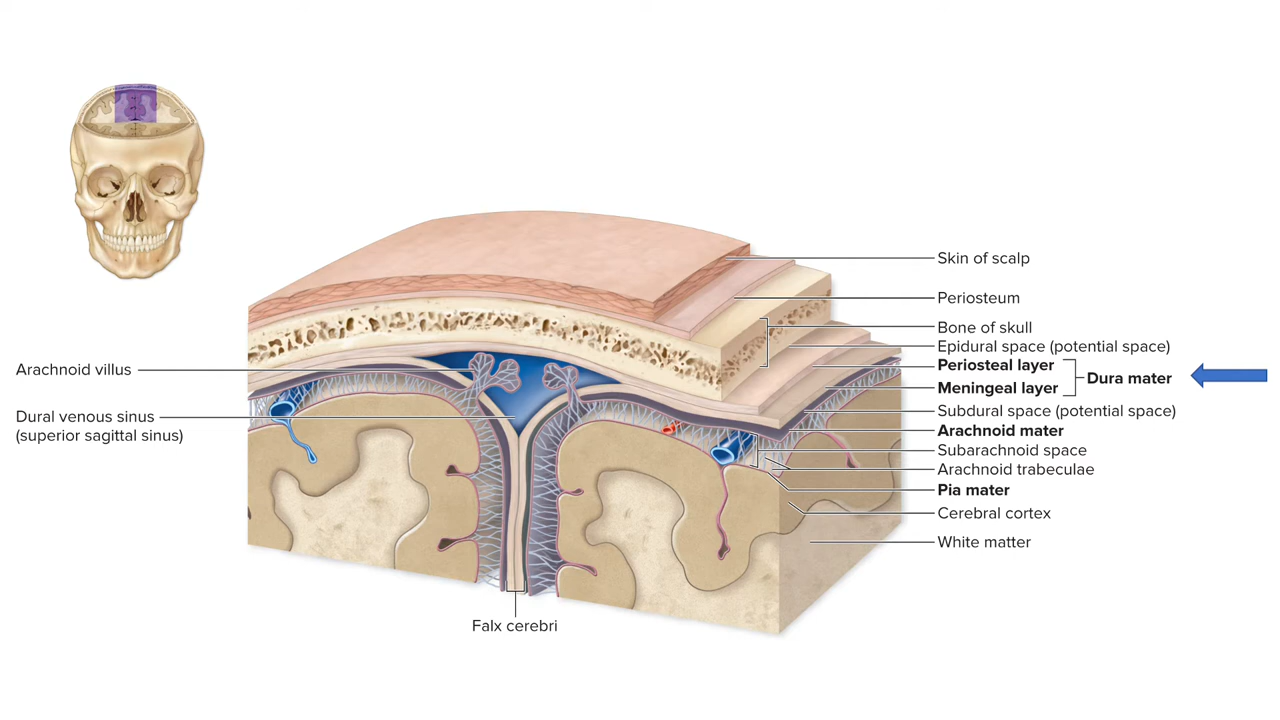 Skin of scalp
Periosteum
Bone of skull
Epidural space (potential space)
Periosteal layer
Dura mater
Meningeal layer
Subdural space (potential space)
Arachnoid mater
Subarachnoid space
Arachnoid trabeculae
Pia mater
Cerebral cortex
White matter
Arachnoid villus
Dural venous sinus
(superior sagittal sinus)
Falx cerebri